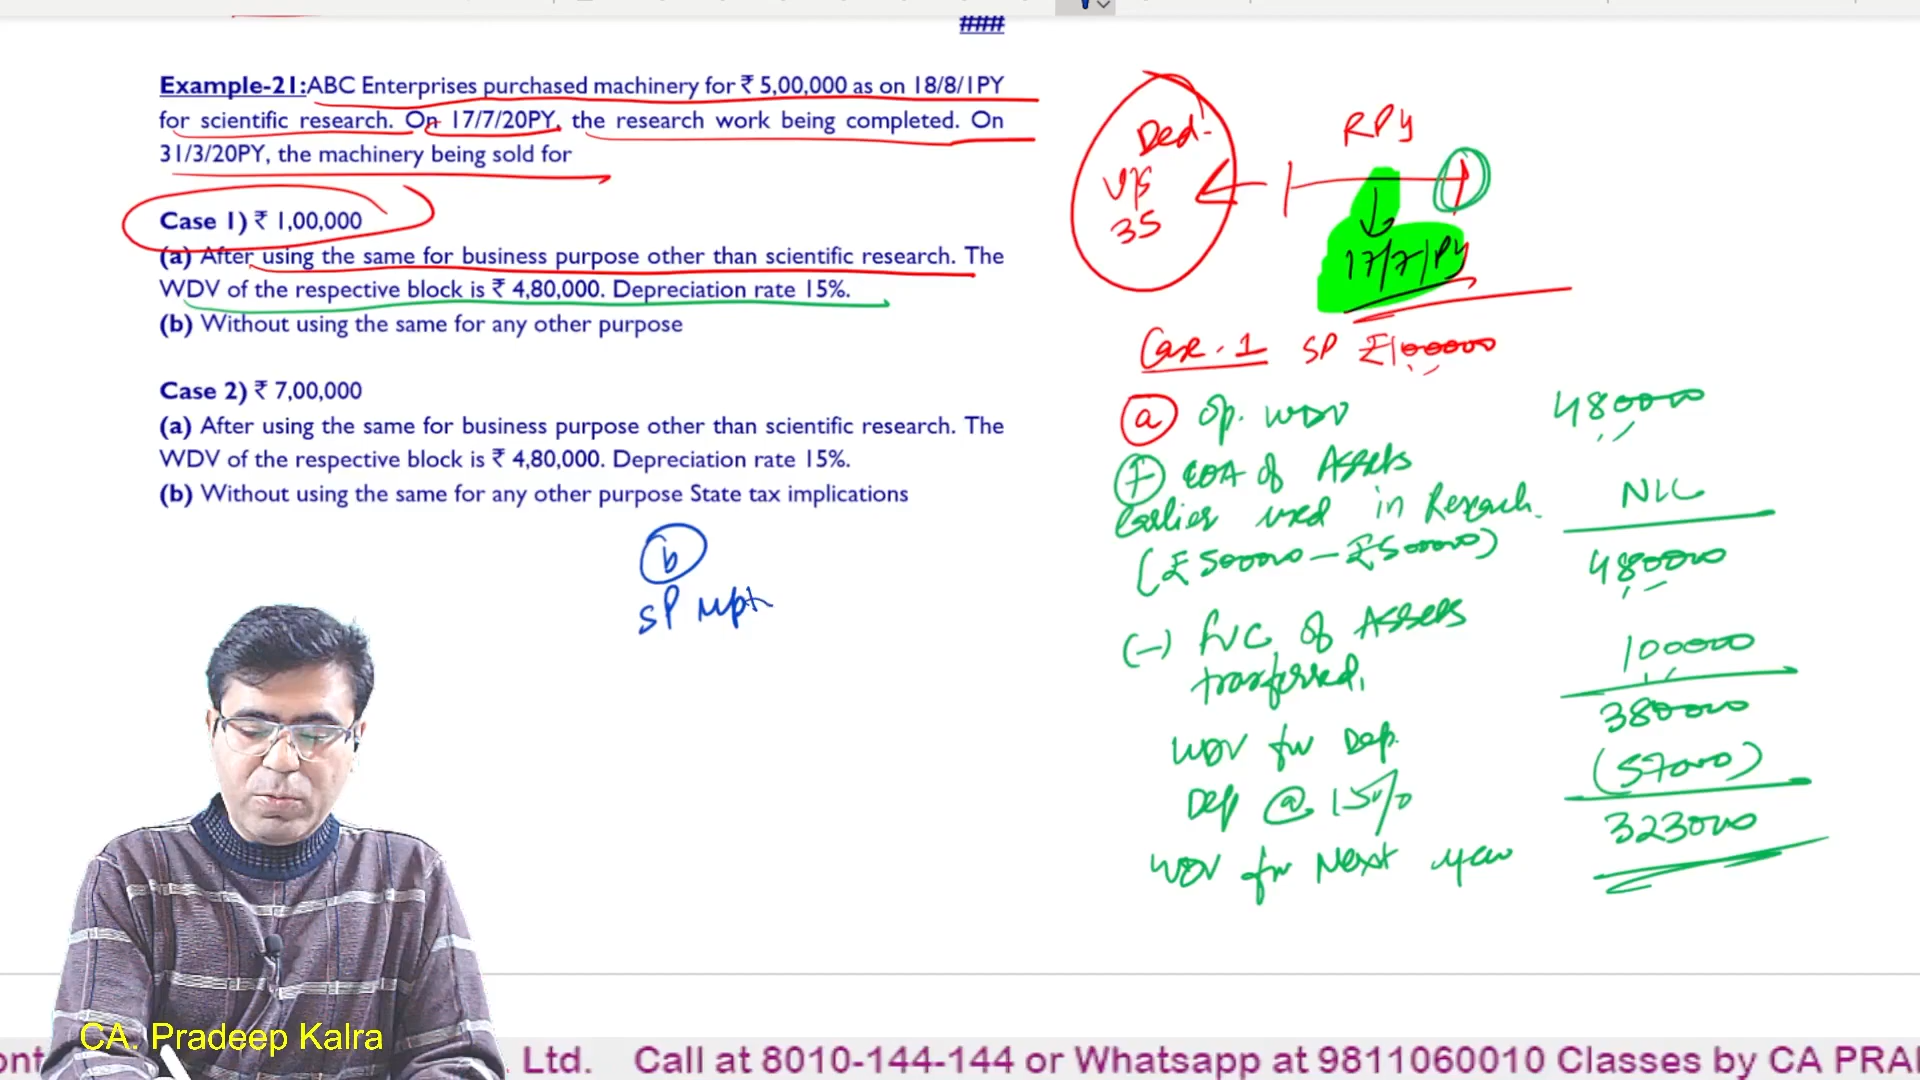 ###
Example-21:ABC Enterprises purchased machinery for ₹ 5,00,000 as on 18/8/1PY
for scientific research. On 17/7/20PY, the research work being completed. On
31/3/20PY, the machinery being sold for
Case 1) ₹ 1,00,000
(a) After using the same for business purpose other than scientific research. The
WDV of the respective block is ₹ 4,80,000. Depreciation rate 15%.
(b) Without using the same for any other purpose
Case 2) ₹ 7,00,000
(a) After using the same for business purpose other than scientific research. The
WDV of the respective block is ₹ 4,80,000. Depreciation rate 15%.
(b) Without using the same for any other purpose State tax implications
b
SP
Ded.
U/s
35
RPY
17/7/PY
Case. 1 SP ₹100000
a Op. WDV 480000
+ COA of Assets
Earlier used in Research. NIL
(₹500000 - ₹500000) 480000
(-) FVC of Assets 100000
transferred.
380000
WDV for Dep. (57000)
Dep @ 15%
323000
WDV for Next year
CA. Pradeep Kalra
ont . Ltd. Call at 8010-144-144 or Whatsapp at 9811060010 Classes by CA PRA